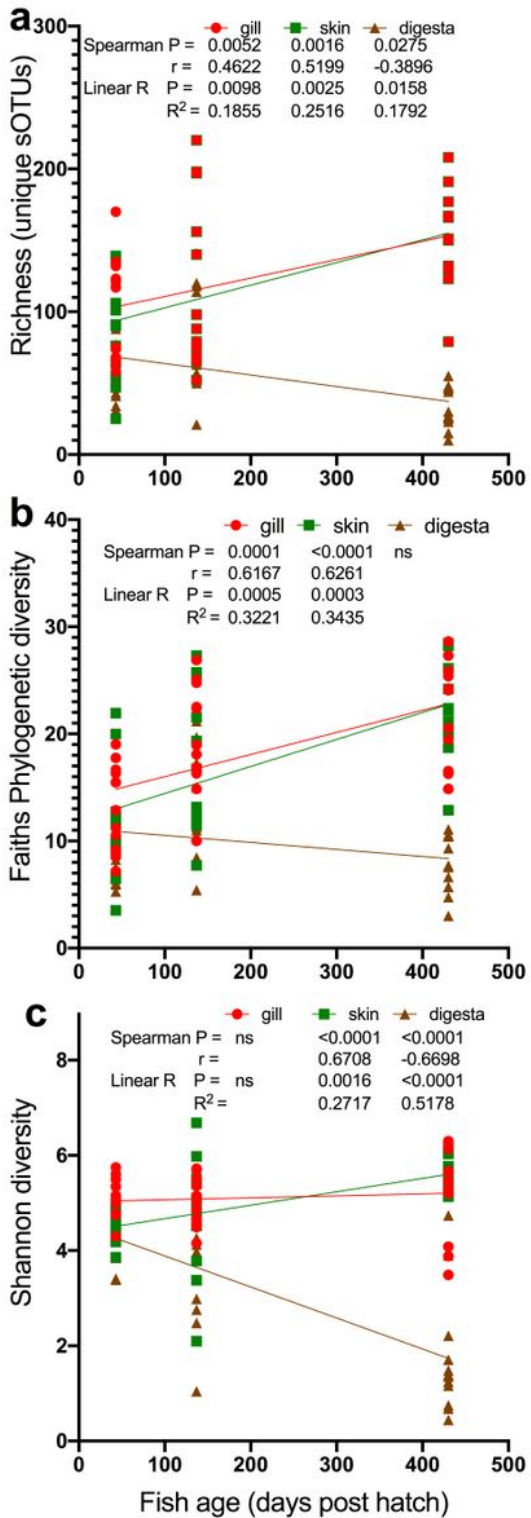 a
gill skin digesta
Spearman P = 0.0052 0.0016 0.0275
r = 0.4622 0.5199 -0.3896
Linear R P = 0.0098 0.0025 0.0158
R² = 0.1855 0.2516 0.1792
Richness (unique sOTUs)
300
200
100
0
0 100 200 300 400 500
b
gill skin digesta
Spearman P = 0.0001 <0.0001 ns
r = 0.6167 0.6261
Linear R P = 0.0005 0.0003
R² = 0.3221 0.3435
Faiths Phylogenetic diversity
40
30
20
10
0
0 100 200 300 400 500
c
gill skin digesta
Spearman P = ns <0.0001 <0.0001
r = 0.6708 -0.6698
Linear R P = ns 0.0016 <0.0001
R² = 0.2717 0.5178
Shannon diversity
8
6
4
2
0
0 100 200 300 400 500
Fish age (days post hatch)